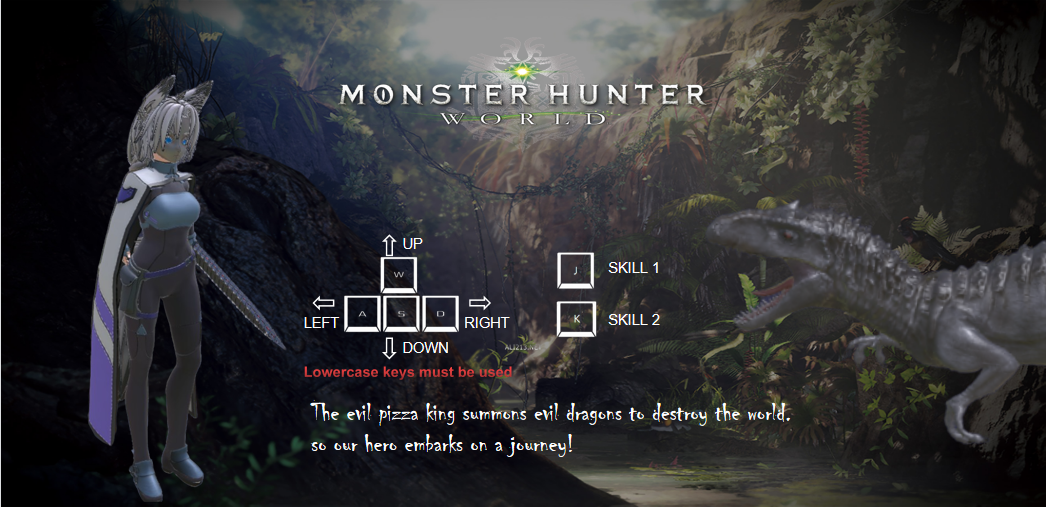 MONSTER HUNTER
WORLD
UP
W
LEFT
A
S
D
RIGHT
DOWN
J
SKILL 1
K
SKILL 2
Lowercase keys must be used
The evil pizza king summons evil dragons to destroy the world.
so our hero embarks on a journey!